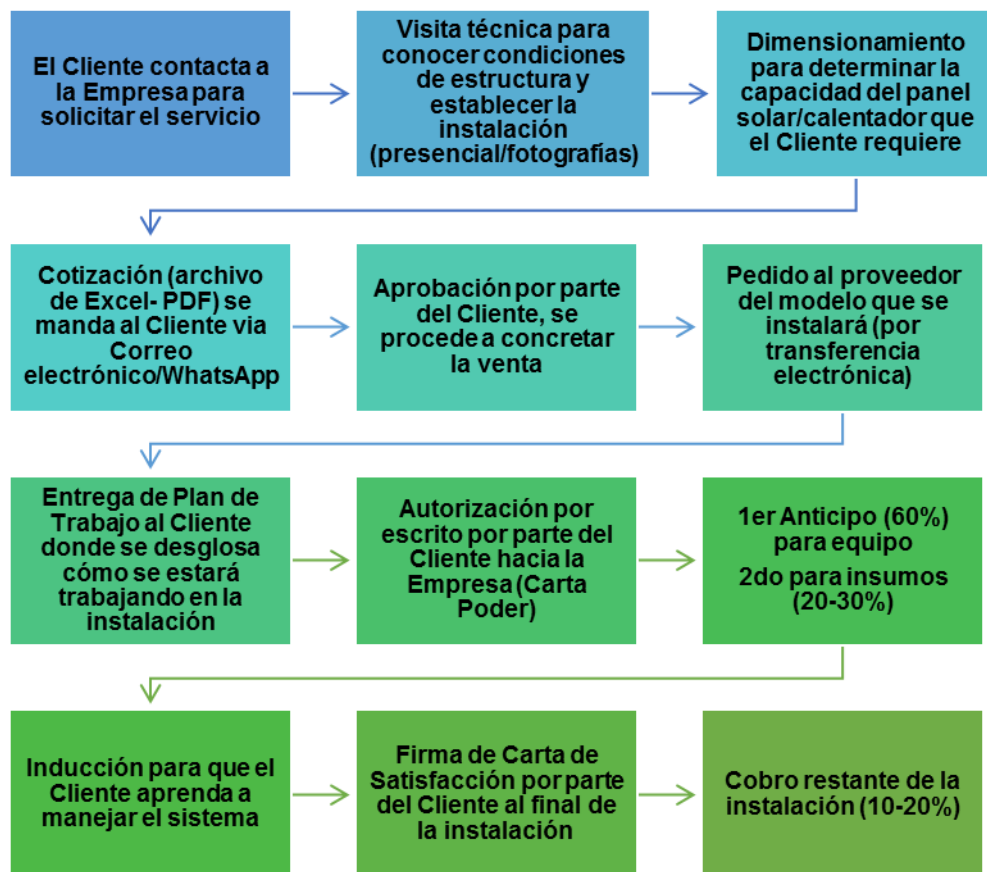 El Cliente contacta a
la Empresa para
solicitar el servicio
Visita técnica para
conocer condiciones
de estructura y
establecer la
instalación
(presencial/fotografías)
Dimensionamiento
para determinar la
capacidad del panel
solar/calentador que
el Cliente requiere
Cotización (archivo
de Excel- PDF) se
manda al Cliente via
Correo
electrónico/WhatsApp
Aprobación por parte
del Cliente, se
procede a concretar
la venta
Pedido al proveedor
del modelo que se
instalará (por
transferencia
electrónica)
Entrega de Plan de
Trabajo al Cliente
donde se desglosa
cómo se estará
trabajando en la
instalación
Autorización por
escrito por parte del
Cliente hacia la
Empresa (Carta
Poder)
1er Anticipo (60%)
para equipo
2do para insumos
(20-30%)
Inducción para que el
Cliente aprenda a
manejar el sistema
Firma de Carta de
Satisfacción por parte
del Cliente al final de
la instalación
Cobro restante de la
instalación (10-20%)